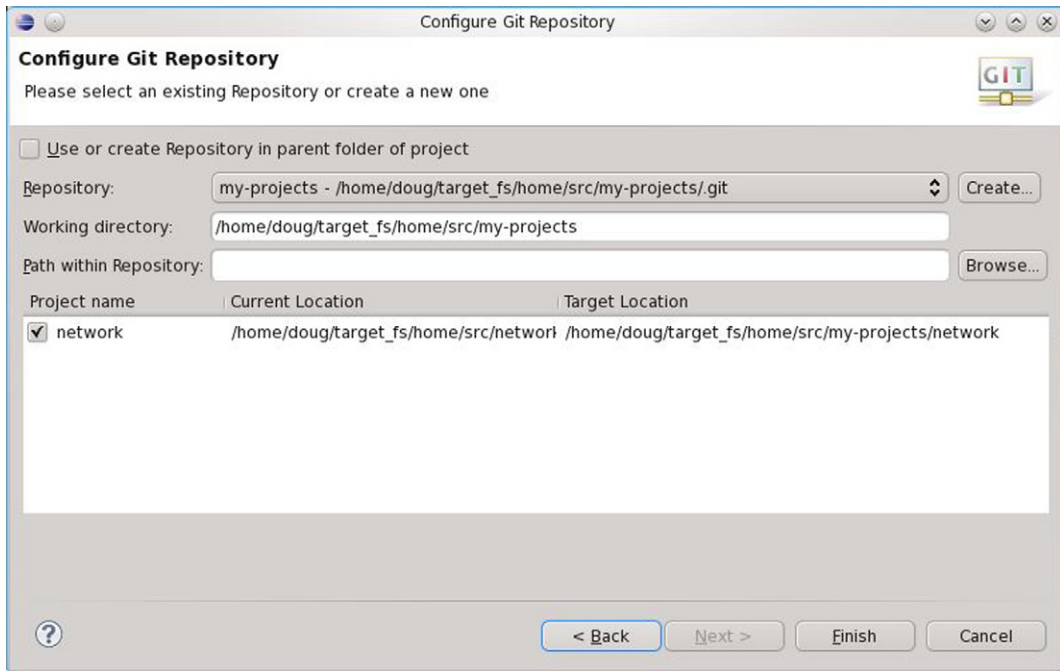 Configure Git Repository
Configure Git Repository
Please select an existing Repository or create a new one
GIT
Use or create Repository in parent folder of project
Repository: my-projects - /home/doug/target_fs/home/src/my-projects/.git Create...
Working directory: /home/doug/target_fs/home/src/my-projects
Path within Repository: Browse...
Project name Current Location Target Location
network /home/doug/target_fs/home/src/network /home/doug/target_fs/home/src/my-projects/network
< Back Next > Finish Cancel